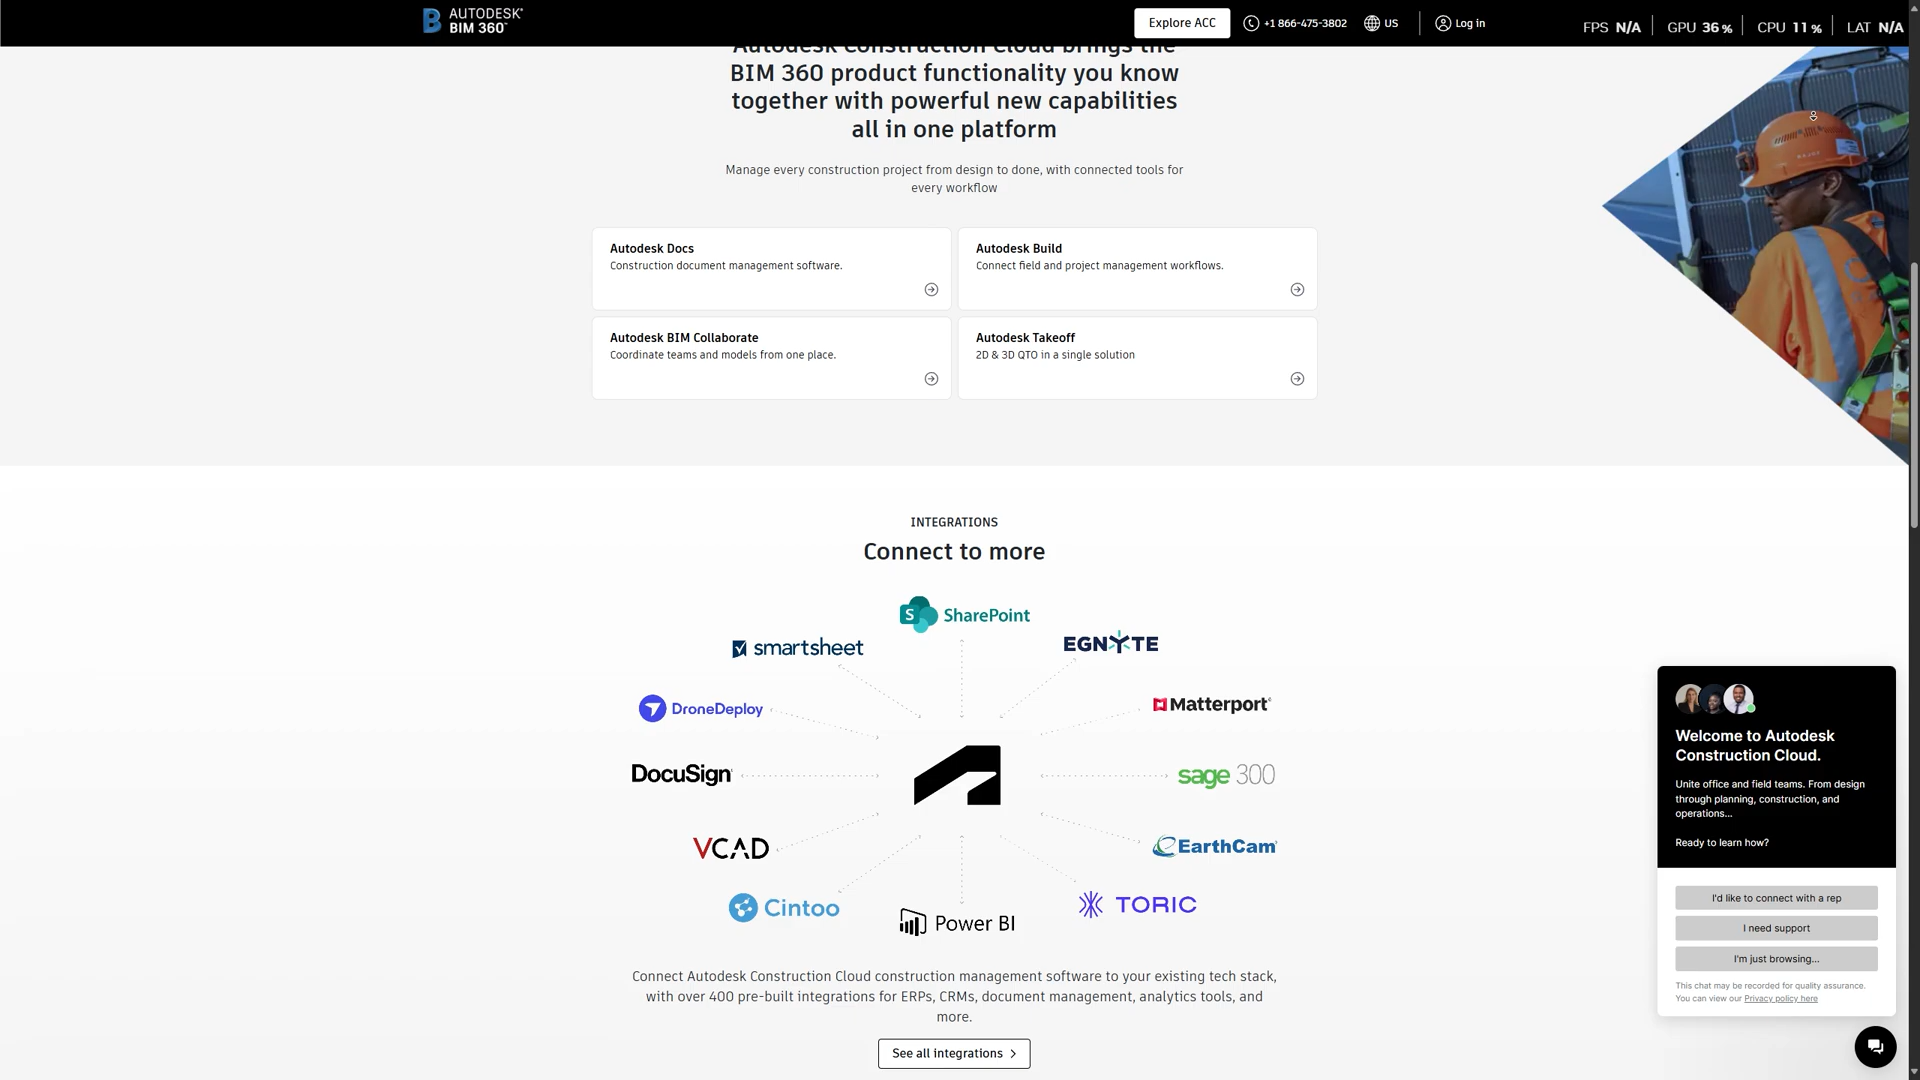 AUTODESK
BIM 360
Explore ACC
+1 866-475-3802
US
Log in
FPS N/A
GPU 36 %
CPU 11 %
LAT N/A
Autodesk Construction Cloud brings the
BIM 360 product functionality you know
together with powerful new capabilities
all in one platform
Manage every construction project from design to done, with connected tools for
every workflow
Autodesk Docs
Construction document management software.
Autodesk Build
Connect field and project management workflows.
Autodesk BIM Collaborate
Coordinate teams and models from one place.
Autodesk Takeoff
2D & 3D QTO in a single solution
INTEGRATIONS
Connect to more
SharePoint
smartsheet
EGNYTE
DroneDeploy
Matterport
DocuSign
sage 300
VCAD
EarthCam
Cintoo
Power BI
TORIC
Connect Autodesk Construction Cloud construction management software to your existing tech stack,
with over 400 pre-built integrations for ERPs, CRMs, document management, analytics tools, and
more.
See all integrations
Welcome to Autodesk
Construction Cloud.
Unite office and field teams. From design
through planning, construction, and
operations...
Ready to learn how?
I'd like to connect with a rep
I need support
I'm just browsing...
This chat may be recorded for quality assurance.
You can view our Privacy policy here